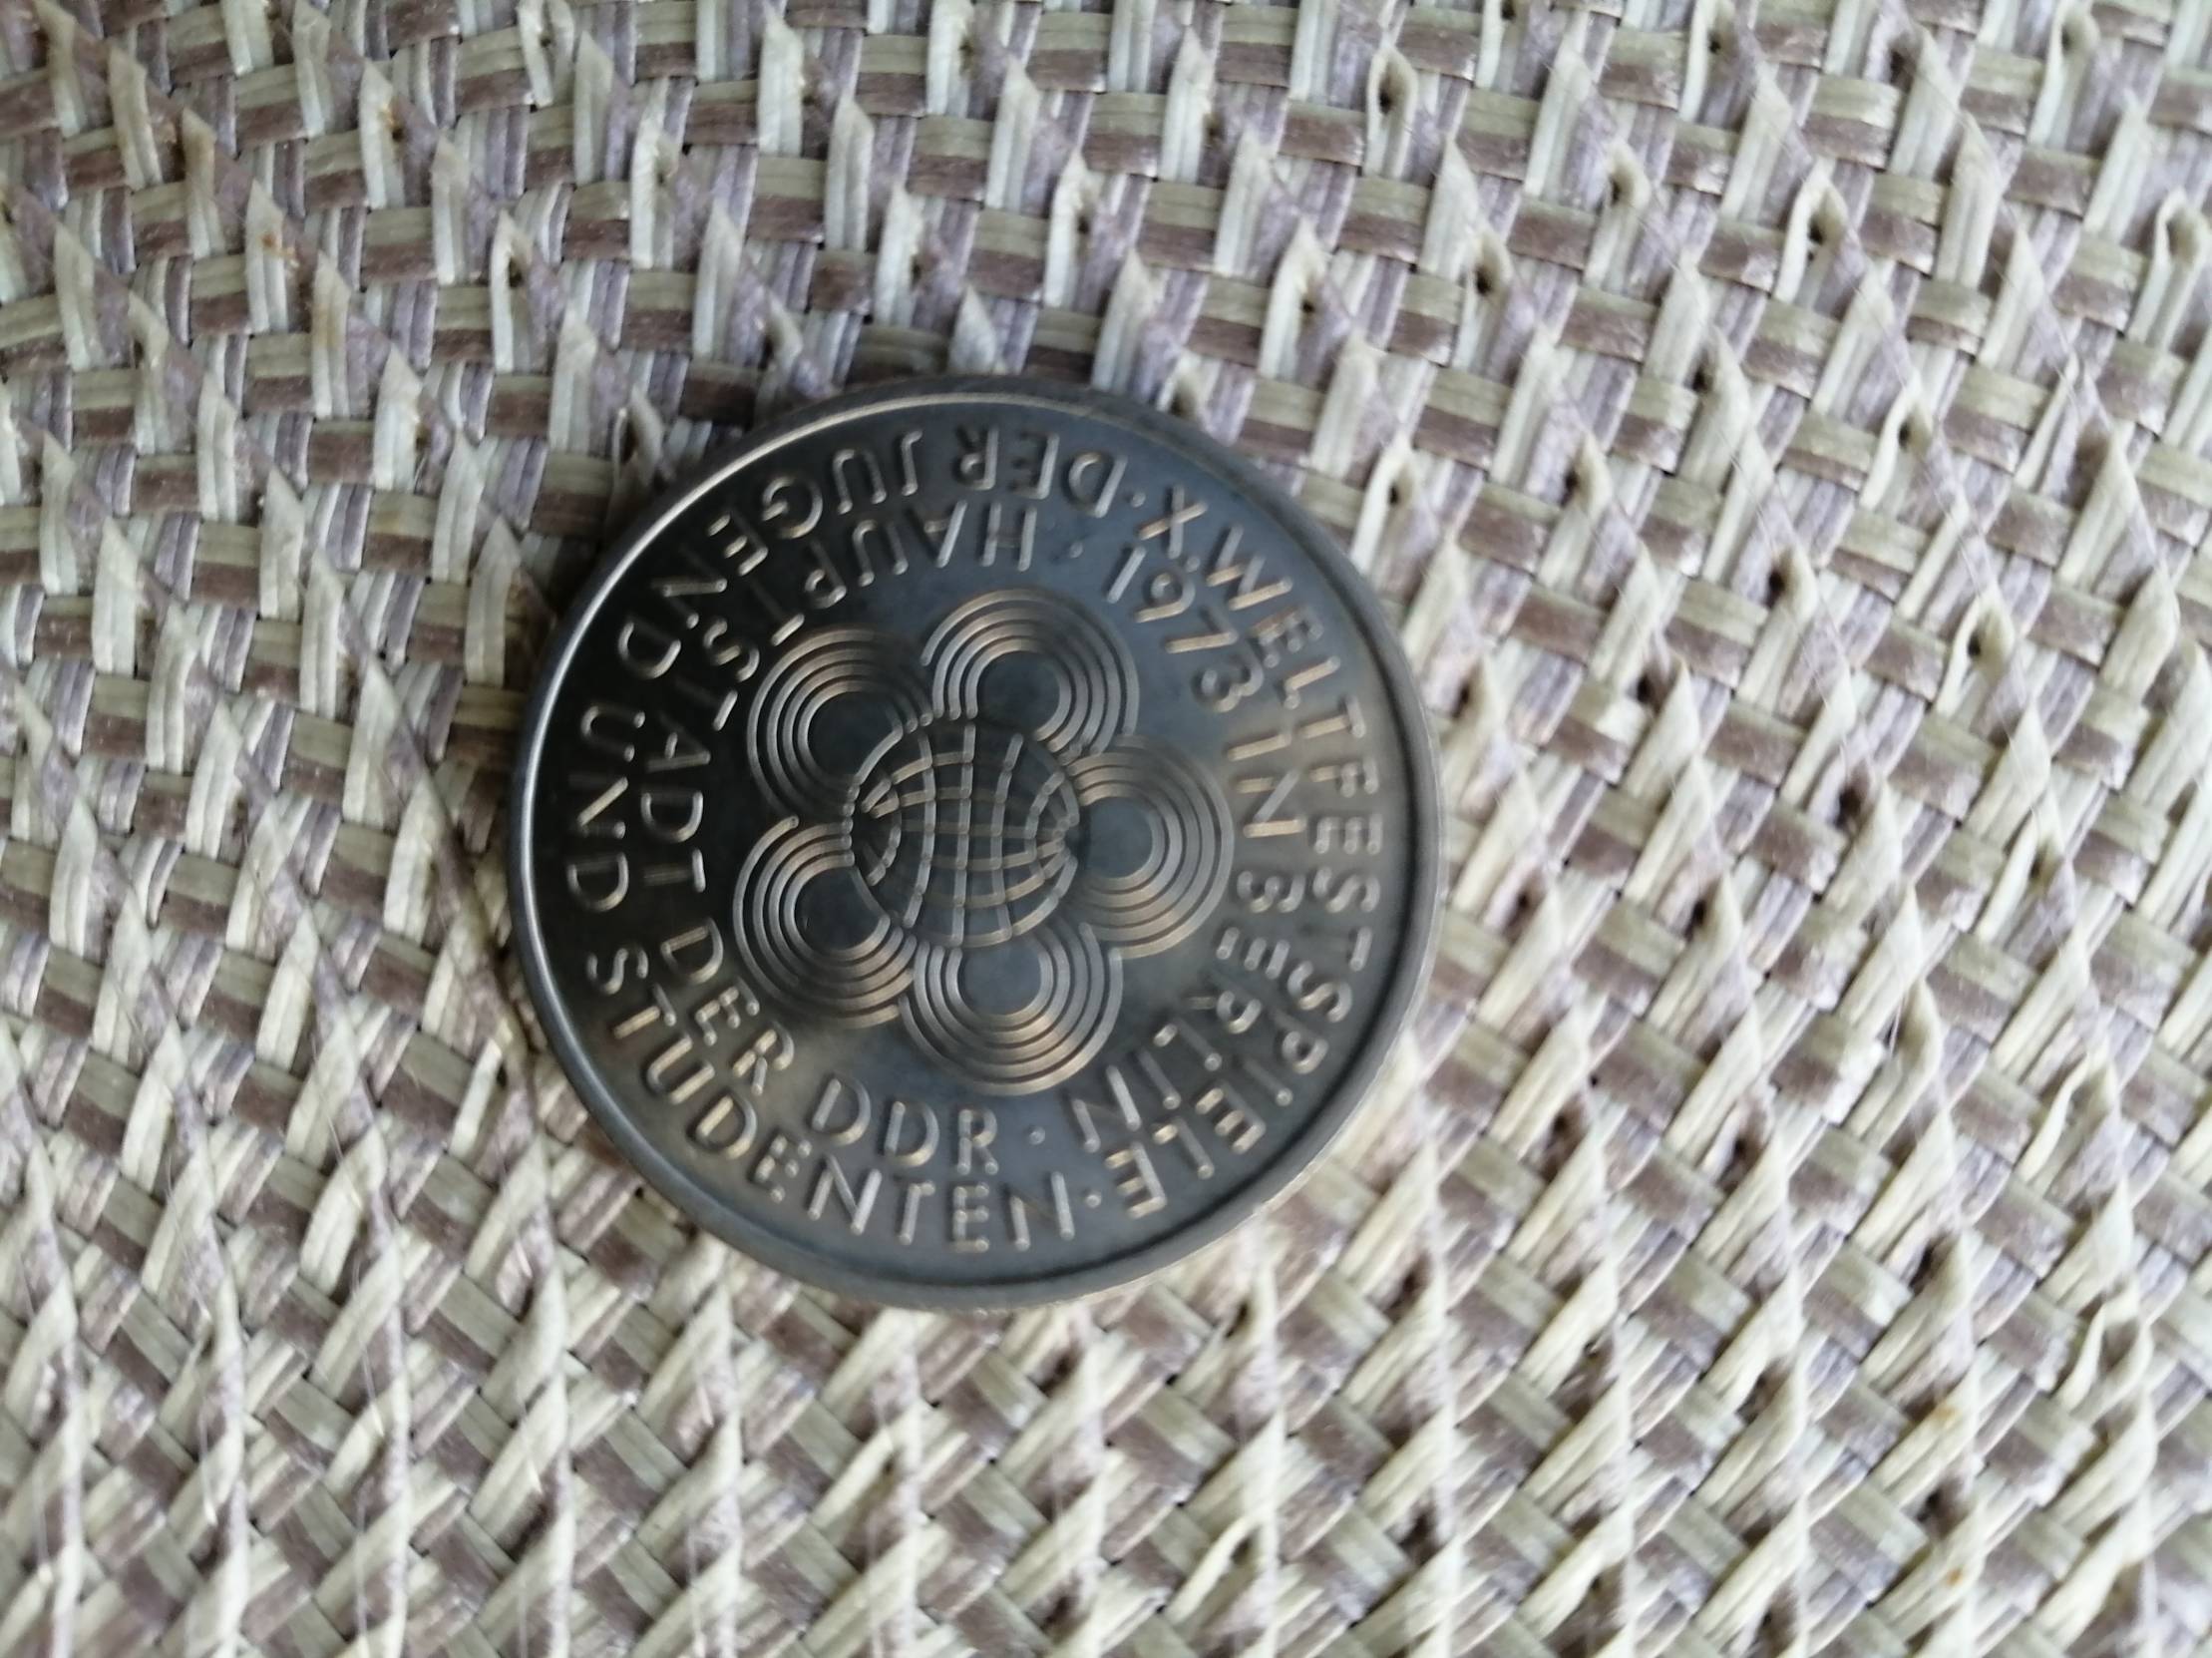 X. WELTFESTSPIELE · DER JUGEND UND STUDENTEN ·
1973 IN BERLIN · HAUPTSTADT DER DDR ·